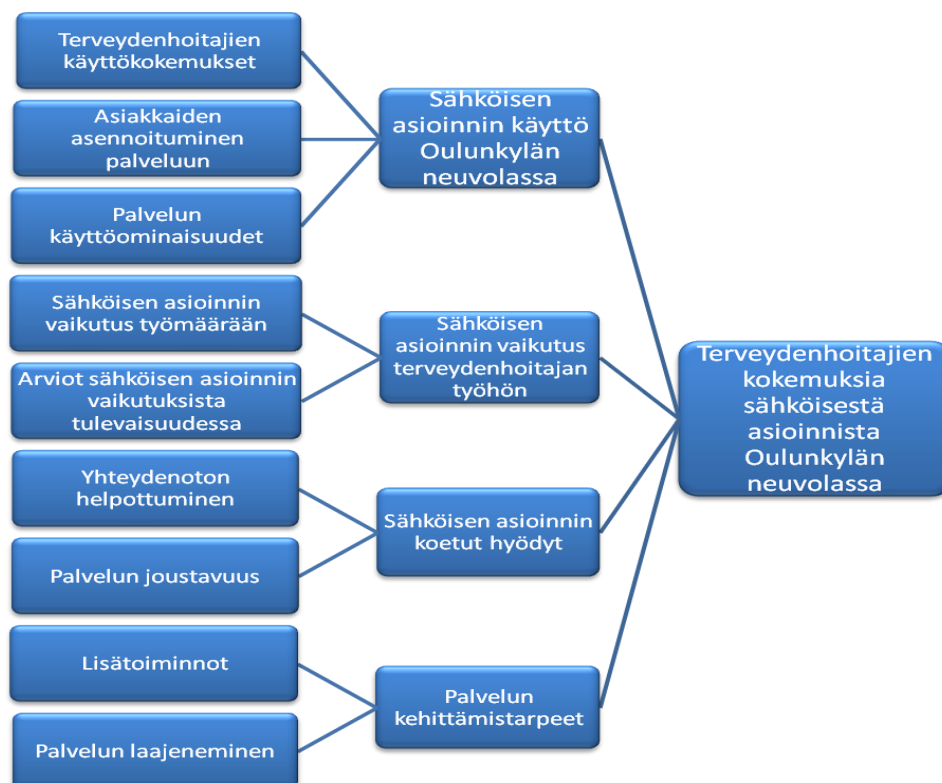 Terveydenhoitajien
käyttökokemukset
Asiakkaiden
asennoituminen
palveluun
Palvelun
käyttöominaisuudet
Sähköisen asioinnin
vaikutus työmäärään
Arviot sähköisen asioinnin
vaikutuksista
tulevaisuudessa
Yhteydenoton
helpottuminen
Palvelun joustavuus
Lisätoiminnot
Palvelun laajeneminen
Sähköisen
asioinnin käyttö
Oulunkylän
neuvolassa
Sähköisen
asioinnin vaikutus
terveydenhoitajan
työhön
Sähköisen asioinnin
koetut hyödyt
Palvelun
kehittämistarpeet
Terveydenhoitajien
kokemuksia
sähköisestä
asioinnista
Oulunkylän
neuvolassa